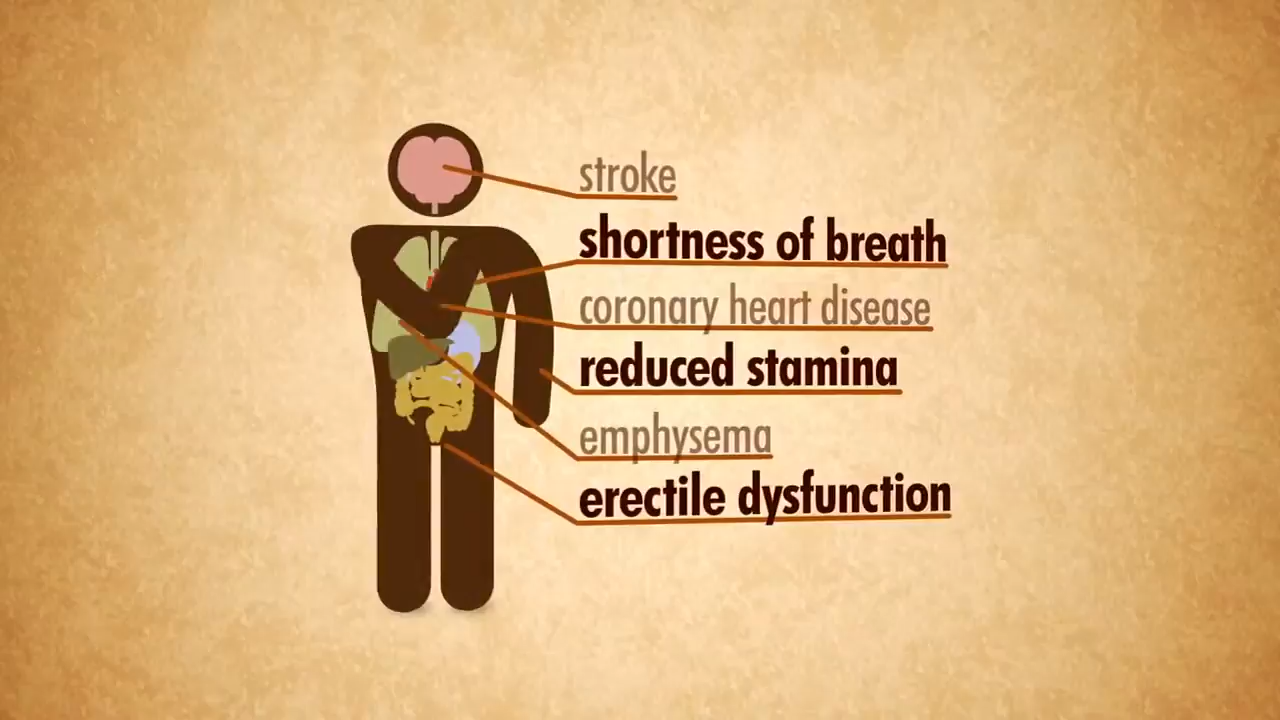 stroke
shortness of breath
coronary heart disease
reduced stamina
emphysema
erectile dysfunction